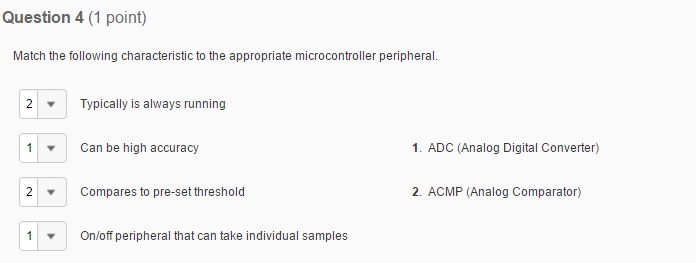 Question 4 (1 point)
Match the following characteristic to the appropriate microcontroller peripheral.
2 Typically is always running
1 Can be high accuracy
1. ADC (Analog Digital Converter)
2 Compares to pre-set threshold
2. ACMP (Analog Comparator)
1 On/off peripheral that can take individual samples